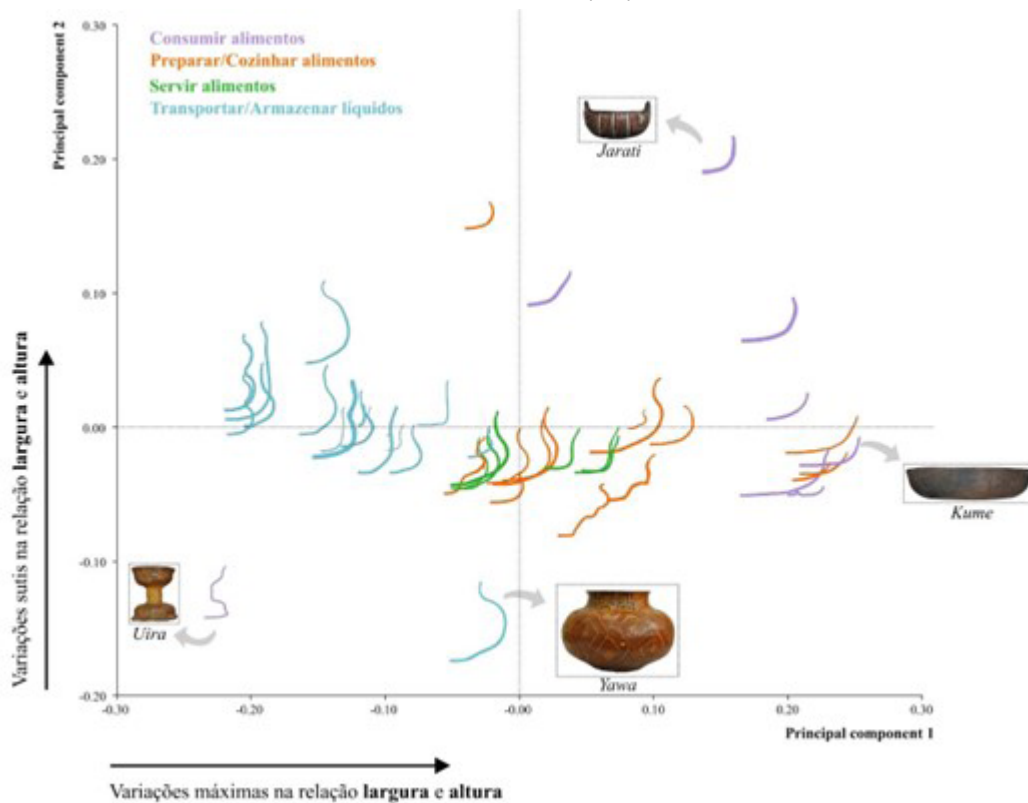 Principal component 2
0.30
Consumir alimentos
Preparar/Cozinhar alimentos
Servir alimentos
Transportar/Armazenar líquidos
0.20
Jarati
0.10
0.00
Kume
-0.10
Uira
Yawa
-0.20
-0.30
-0.20
-0.10
-0.00
0.10
0.20
0.30
Principal component 1
Variações sutis na relação largura e altura
Variações máximas na relação largura e altura